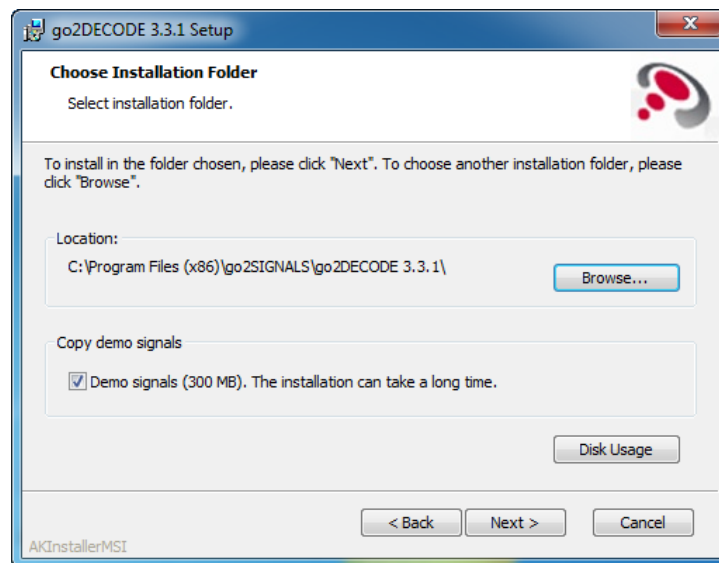 go2DECODE 3.3.1 Setup
Choose Installation Folder
Select installation folder.
To install in the folder chosen, please click "Next". To choose another installation folder, please
click "Browse".
Location:
C:\Program Files (x86)\go2SIGNALS\go2DECODE 3.3.1\
Browse...
Copy demo signals
Demo signals (300 MB). The installation can take a long time.
Disk Usage
< Back
Next >
Cancel
AKInstallerMSI